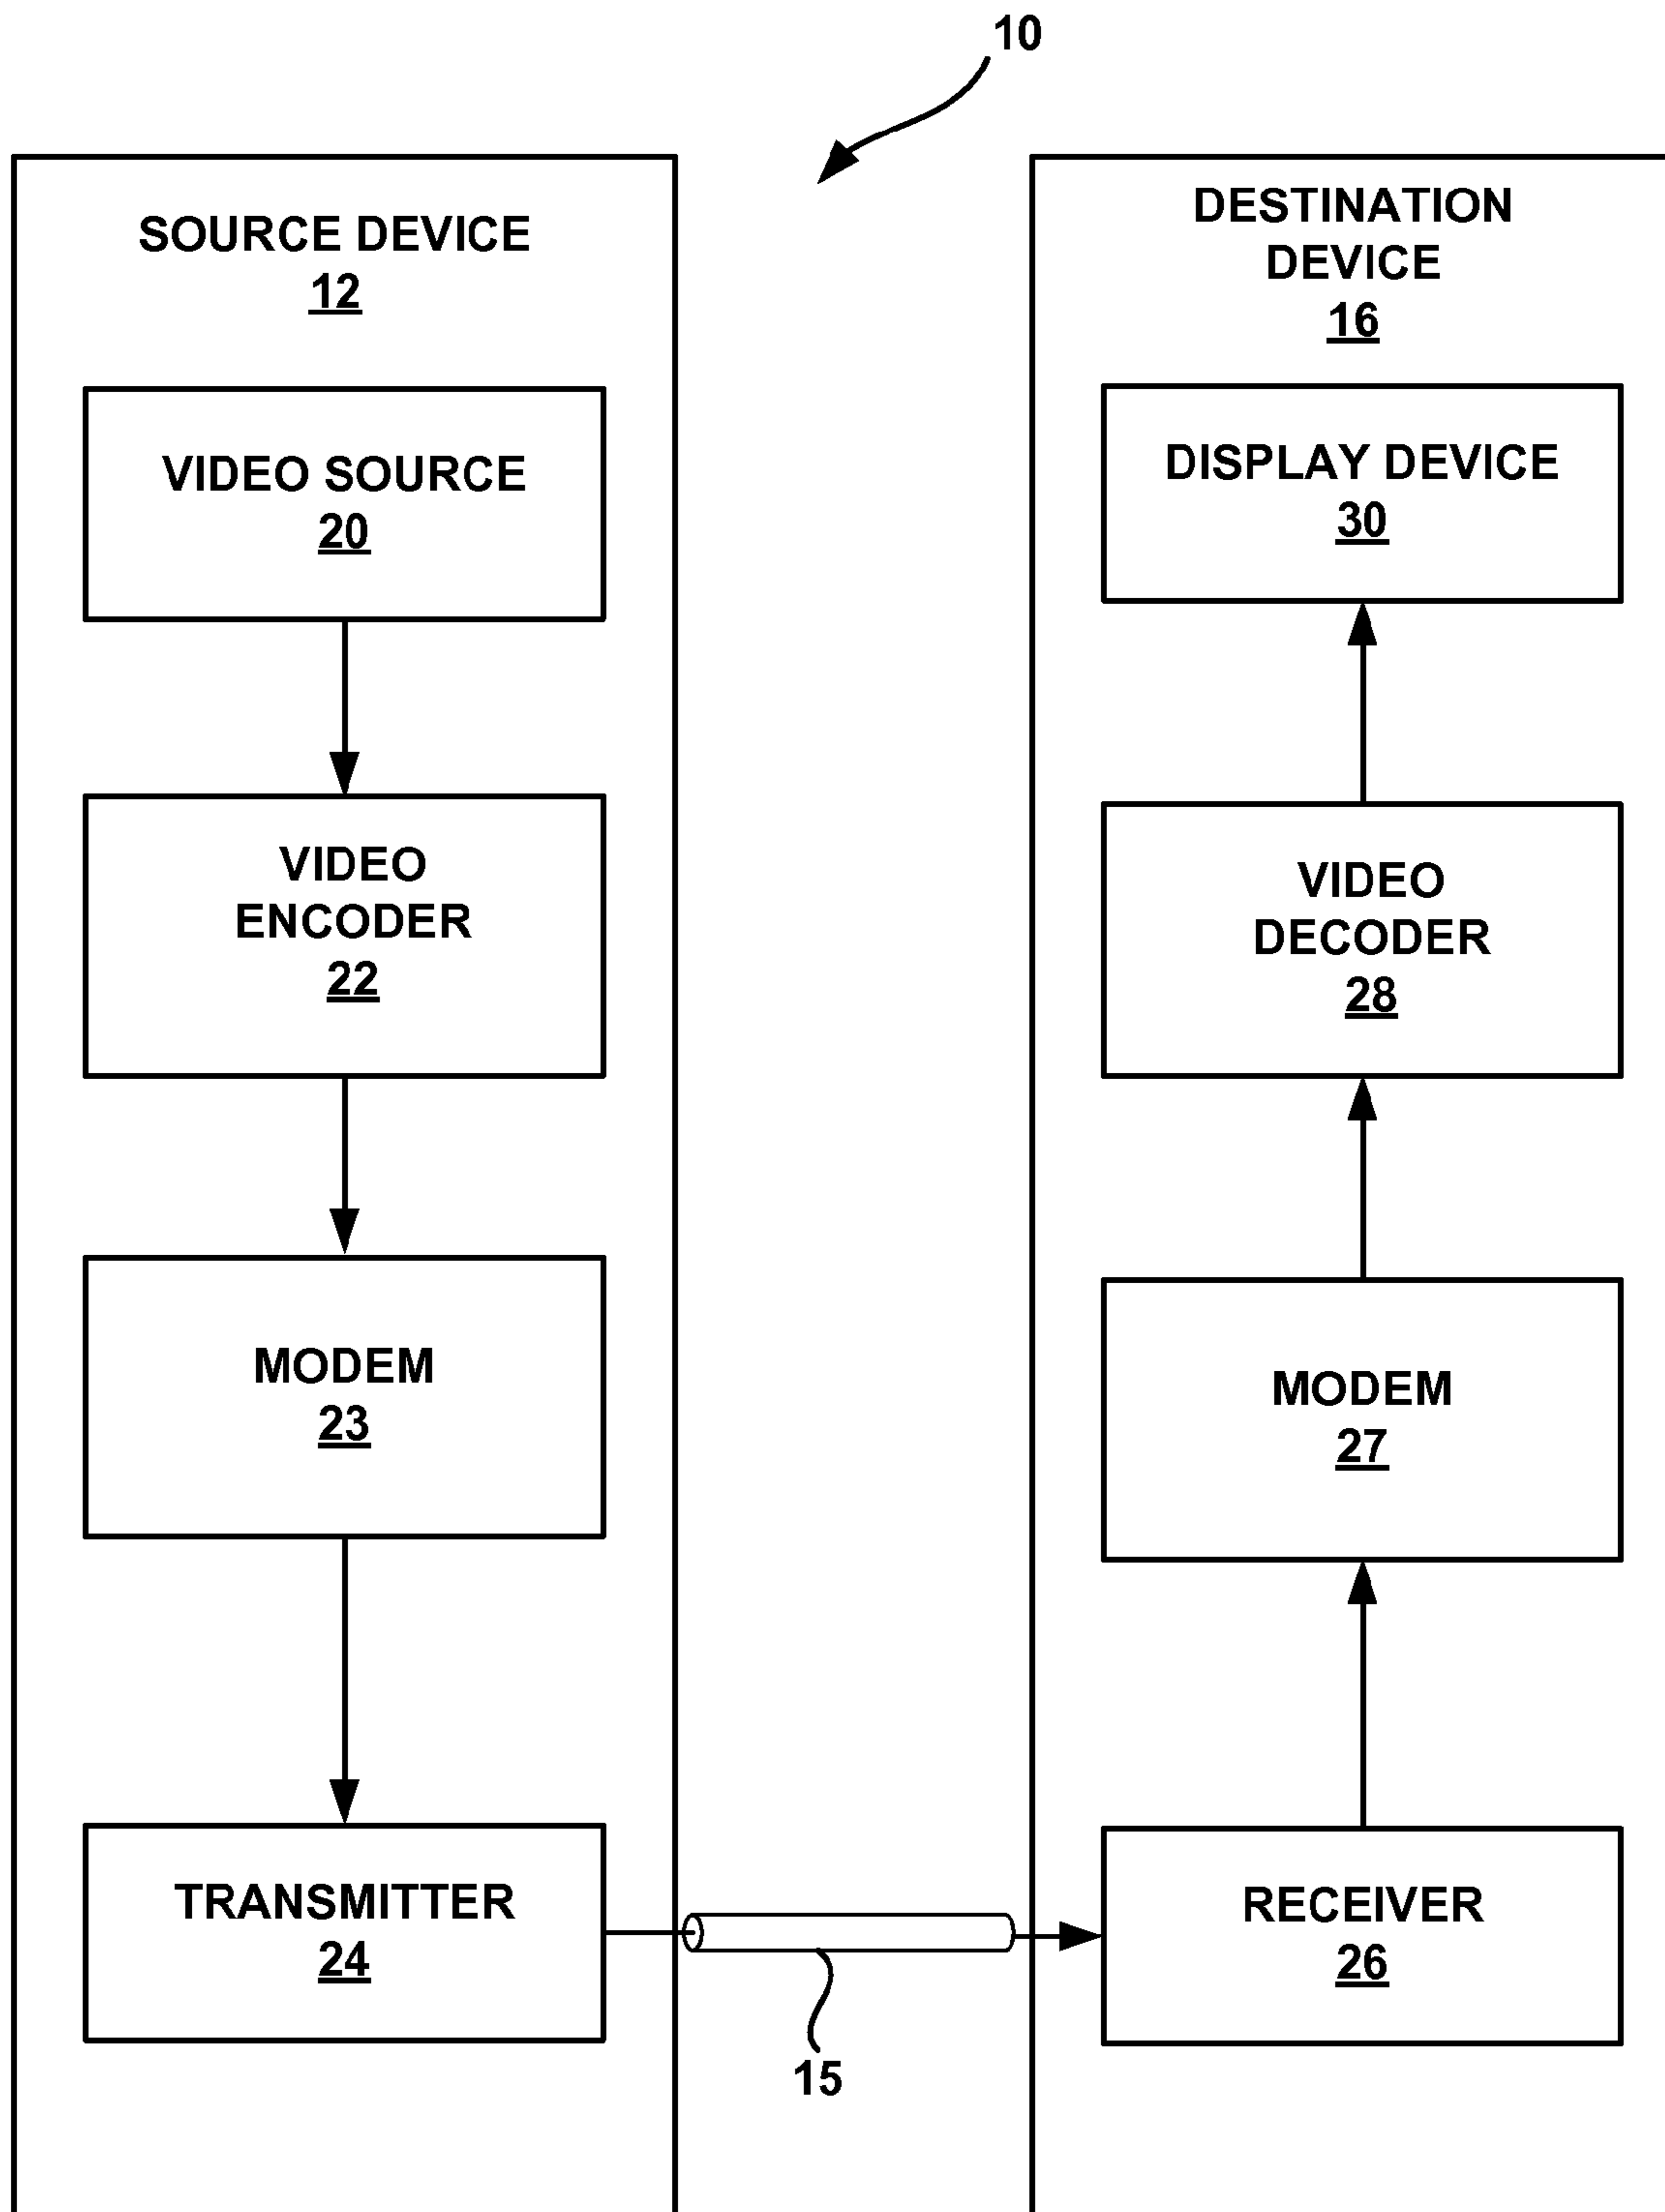 10
SOURCE DEVICE
12
VIDEO SOURCE
20
VIDEO
ENCODER
22
MODEM
23
TRANSMITTER
24
15
DESTINATION
DEVICE
16
DISPLAY DEVICE
30
VIDEO
DECODER
28
MODEM
27
RECEIVER
26